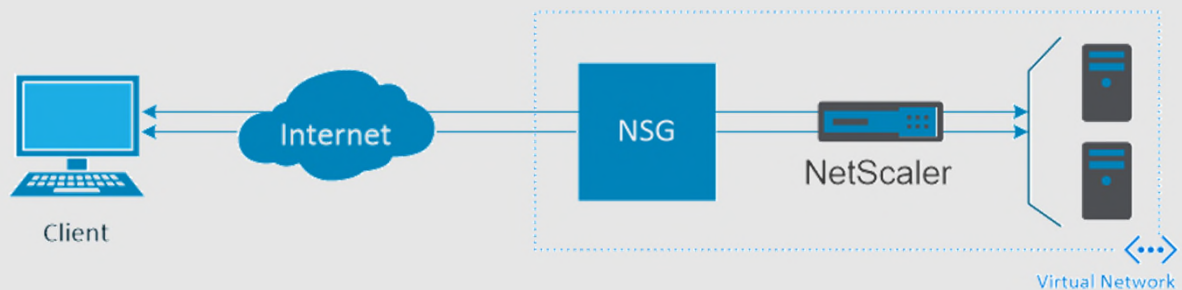 Client
Internet
NSG
NetScaler
Virtual Network